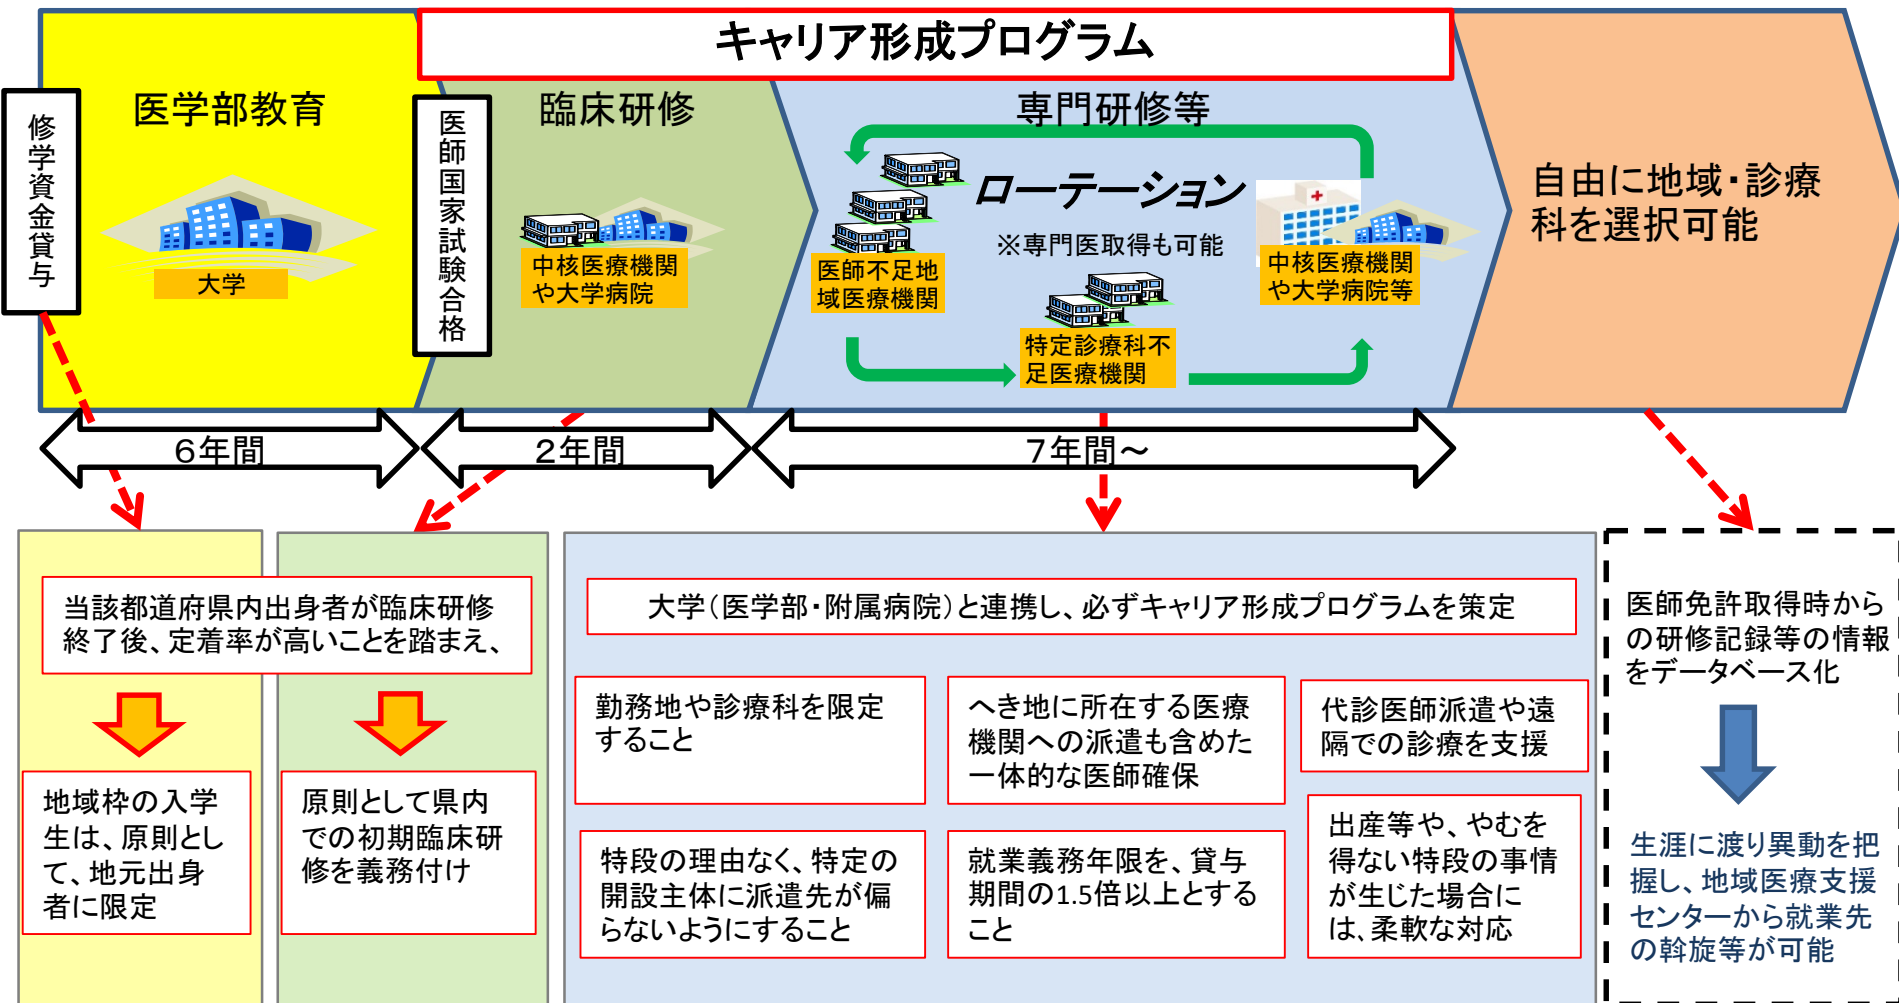 キャリア形成プログラム
修学資金貸与
医学部教育
大学
医師国家試験合格
臨床研修
中核医療機関
や大学病院
専門研修等
ローテーション
※専門医取得も可能
医師不足地
域医療機関
特定診療科不
足医療機関
中核医療機関
や大学病院等
自由に地域・診療
科を選択可能
6年間
2年間
7年間～
当該都道府県内出身者が臨床研修
終了後、定着率が高いことを踏まえ、
地域枠の入学
生は、原則とし
て、地元出身
者に限定
原則として県内
での初期臨床研
修を義務付け
大学（医学部・附属病院）と連携し、必ずキャリア形成プログラムを策定
勤務地や診療科を限定
すること
へき地に所在する医療
機関への派遣も含めた
一体的な医師確保
代診医師派遣や遠
隔での診療を支援
特段の理由なく、特定の
開設主体に派遣先が偏
らないようにすること
就業義務年限を、貸与
期間の1.5倍以上とする
こと
出産等や、やむを
得ない特段の事情
が生じた場合に
は、柔軟な対応
医師免許取得時から
の研修記録等の情報
をデータベース化
生涯に渡り異動を把
握し、地域医療支援
センターから就業先
の斡旋等が可能